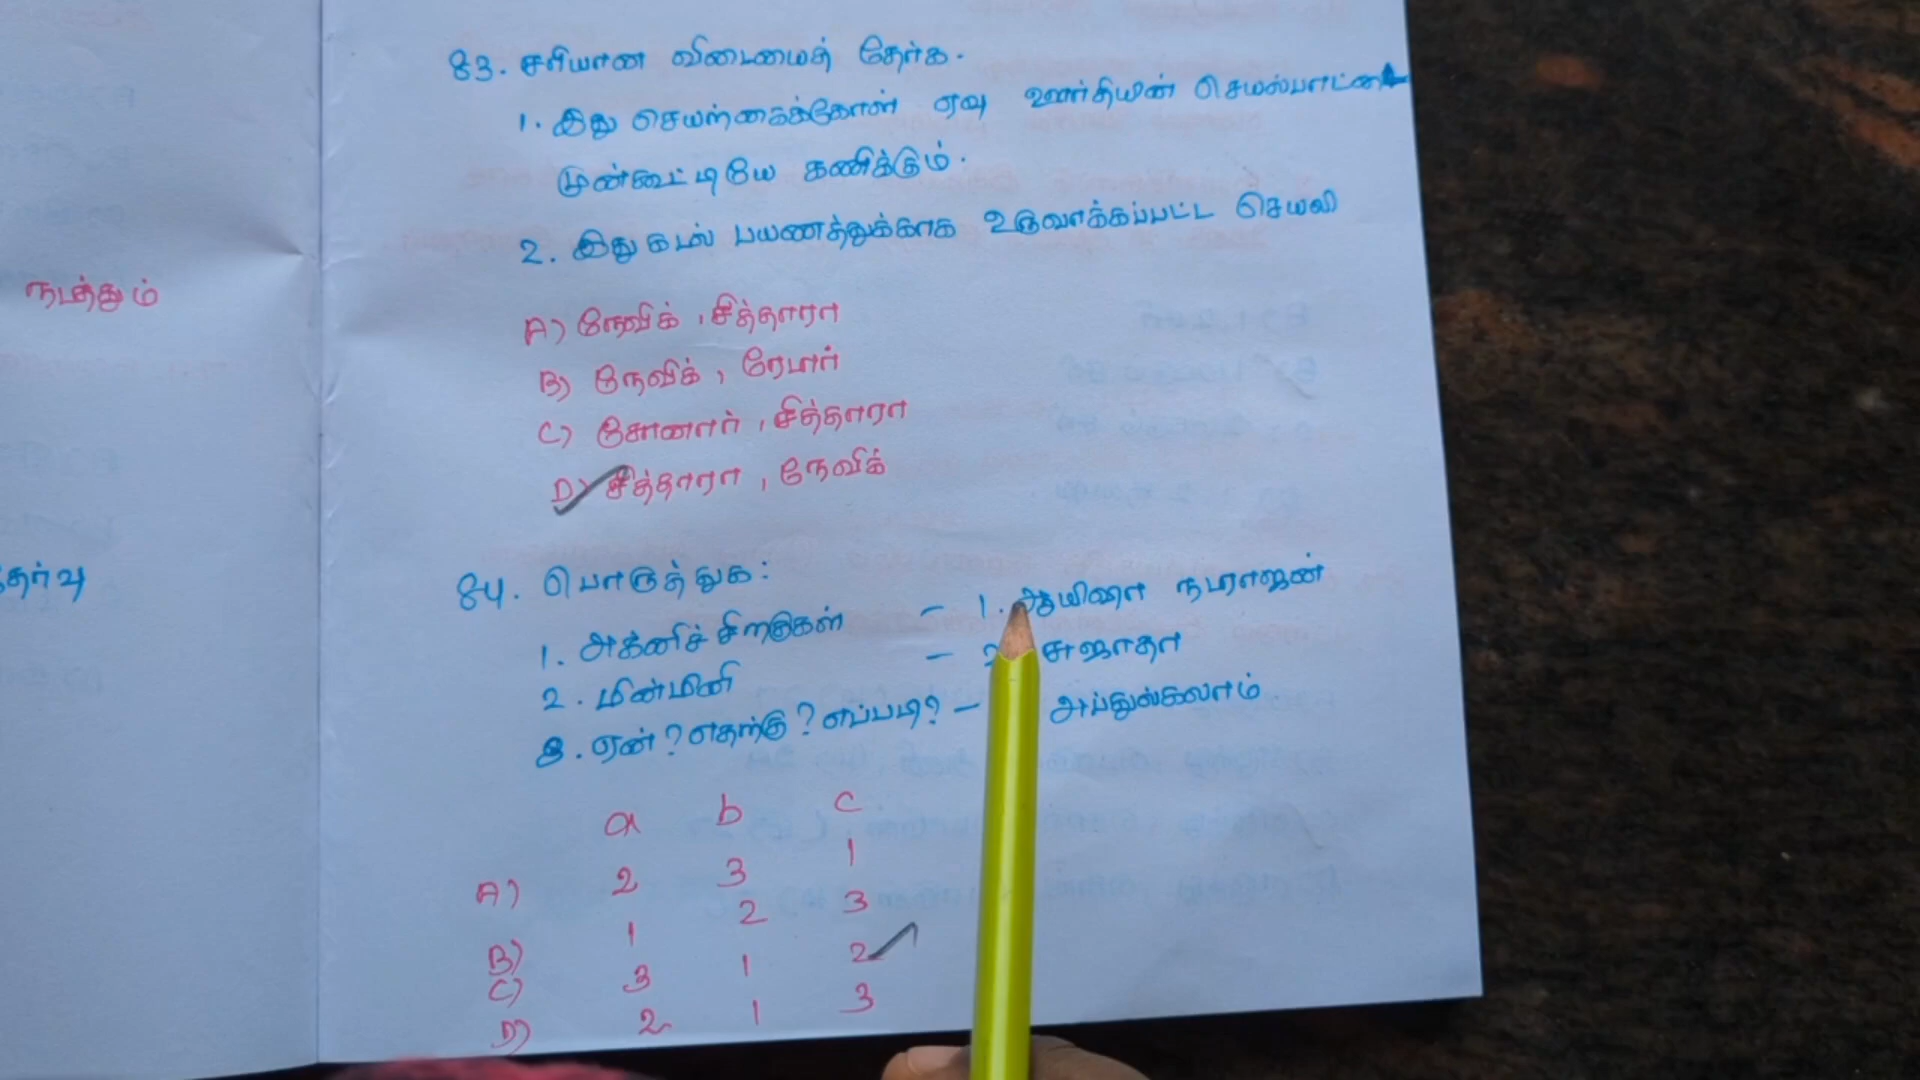 நடத்தும்
தேர்வு
83. சரியான விடையைத் தேர்க.
1. இது செயற்கைக்கோள் ஏவு ஊர்தியின் செயல்பாட்டை
முன்கூட்டியே கணிக்கும்.
2. இது கடல் பயணத்துக்காக உருவாக்கப்பட்ட செயலி
A) நேவிக் , சித்தாரா
B) நேவிக் , ரேடார்
C) சோனார் , சித்தாரா
D) சித்தாரா , நேவிக்
84. பொருத்துக:
1. அக்னிச் சிறகுகள் – 1. ஆயிஷா நடராஜன்
2. மின்மினி – 2 சுஜாதா
3. ஏன்? எதற்கு? எப்படி? – அப்துல்கலாம்
a b c
A) 2 3 1
B) 1 2 3
C) 3 1 2
D) 2 1 3